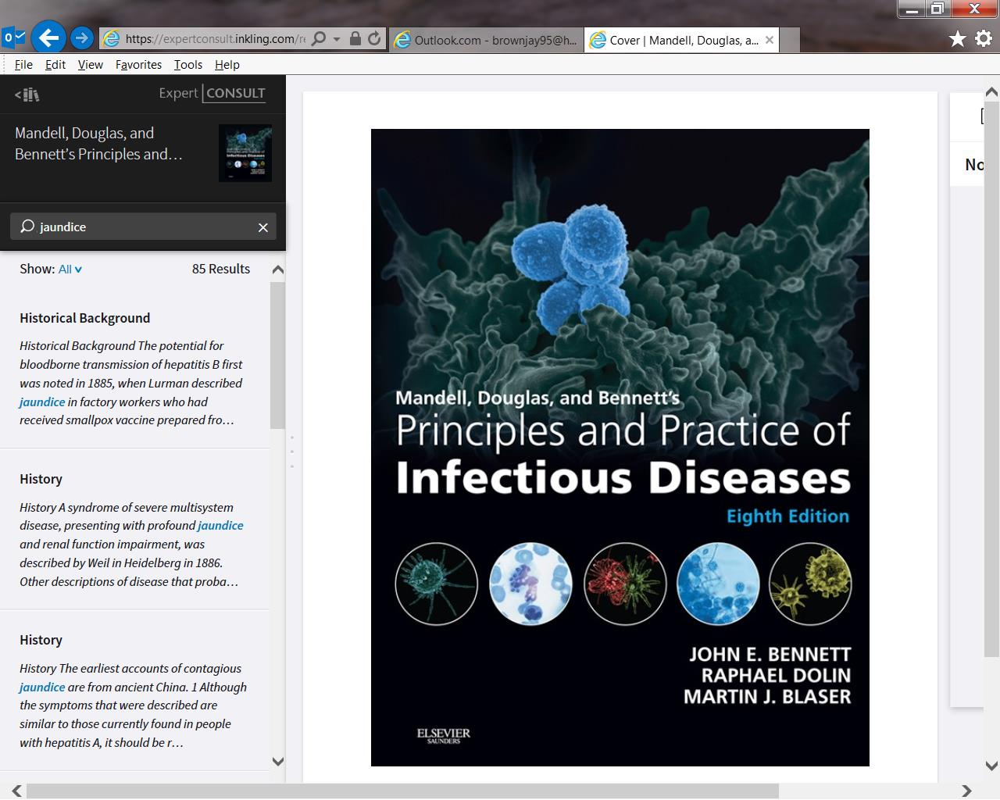 https://expertconsult.inkling.com/re
Outlook.com - brownjay95@h...
Cover | Mandell, Douglas, a...
File Edit View Favorites Tools Help
Expert CONSULT
Mandell, Douglas, and
Bennett’s Principles and…
jaundice
Show: All
85 Results
Historical Background
Historical Background The potential for
bloodborne transmission of hepatitis B first
was noted in 1885, when Lurman described
jaundice in factory workers who had
received smallpox vaccine prepared fro…
History
History A syndrome of severe multisystem
disease, presenting with profound jaundice
and renal function impairment, was
described by Weil in Heidelberg in 1886.
Other descriptions of disease that proba…
History
History The earliest accounts of contagious
jaundice are from ancient China. 1 Although
the symptoms that were described are
similar to those currently found in people
with hepatitis A, it should be r…
Mandell, Douglas, and Bennett’s
Principles and Practice of
Infectious Diseases
Eighth Edition
JOHN E. BENNETT
RAPHAEL DOLIN
MARTIN J. BLASER
ELSEVIER
SAUNDERS
No